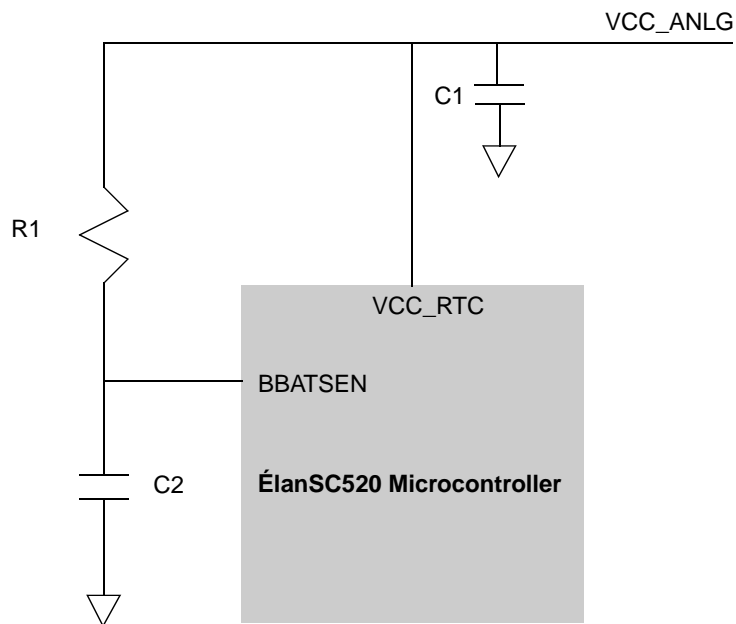 VCC_ANLG
C1
R1
VCC_RTC
BBATSEN
C2
ÉlanSC520 Microcontroller